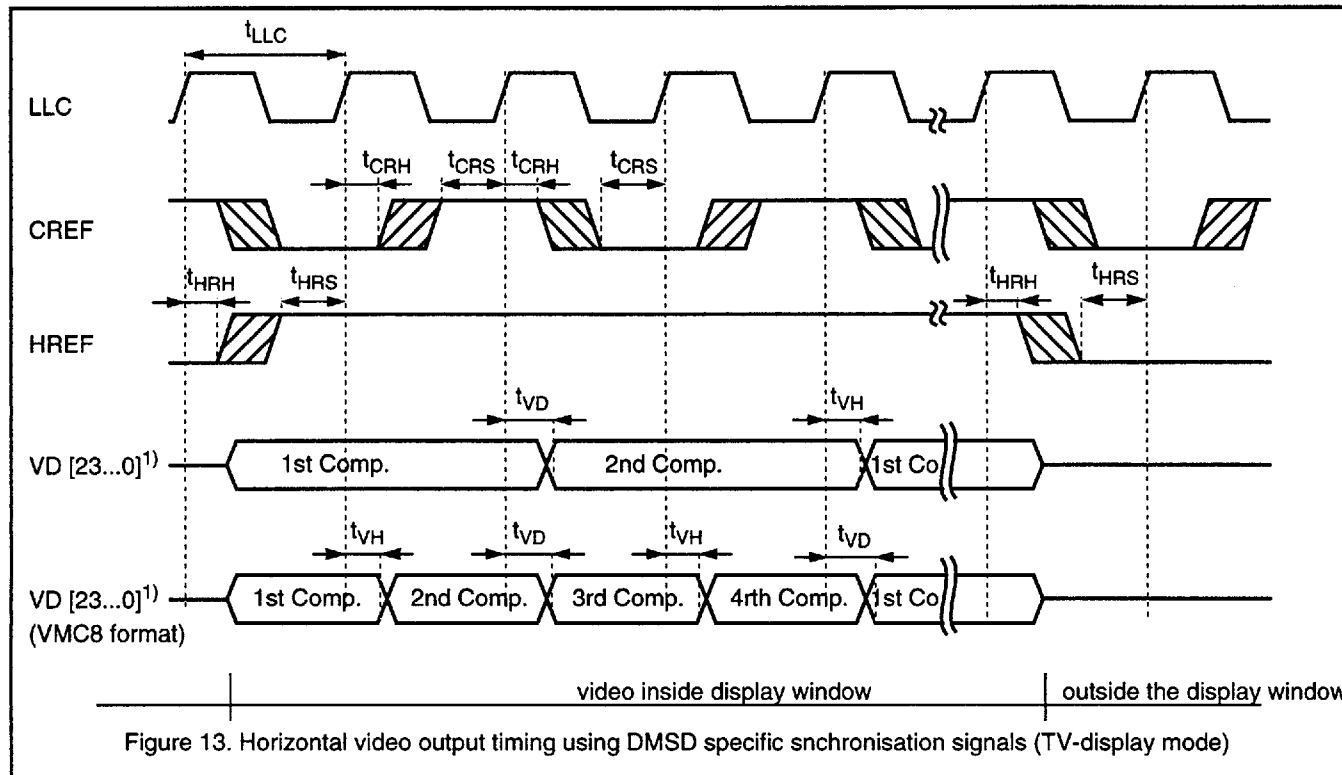 tLLC
LLC
tCRH tCRS tCRH tCRS
CREF
tHRH tHRS tHRH tHRS
HREF
tVD tVH
VD [23...0]1) 1st Comp. 2nd Comp. 1st Co
tVH tVD tVH tVD
VD [23...0]1) 1st Comp. 2nd Comp. 3rd Comp. 4rth Comp. 1st Co
(VMC8 format)
video inside display window outside the display window
Figure 13. Horizontal video output timing using DMSD specific snchronisation signals (TV-display mode)